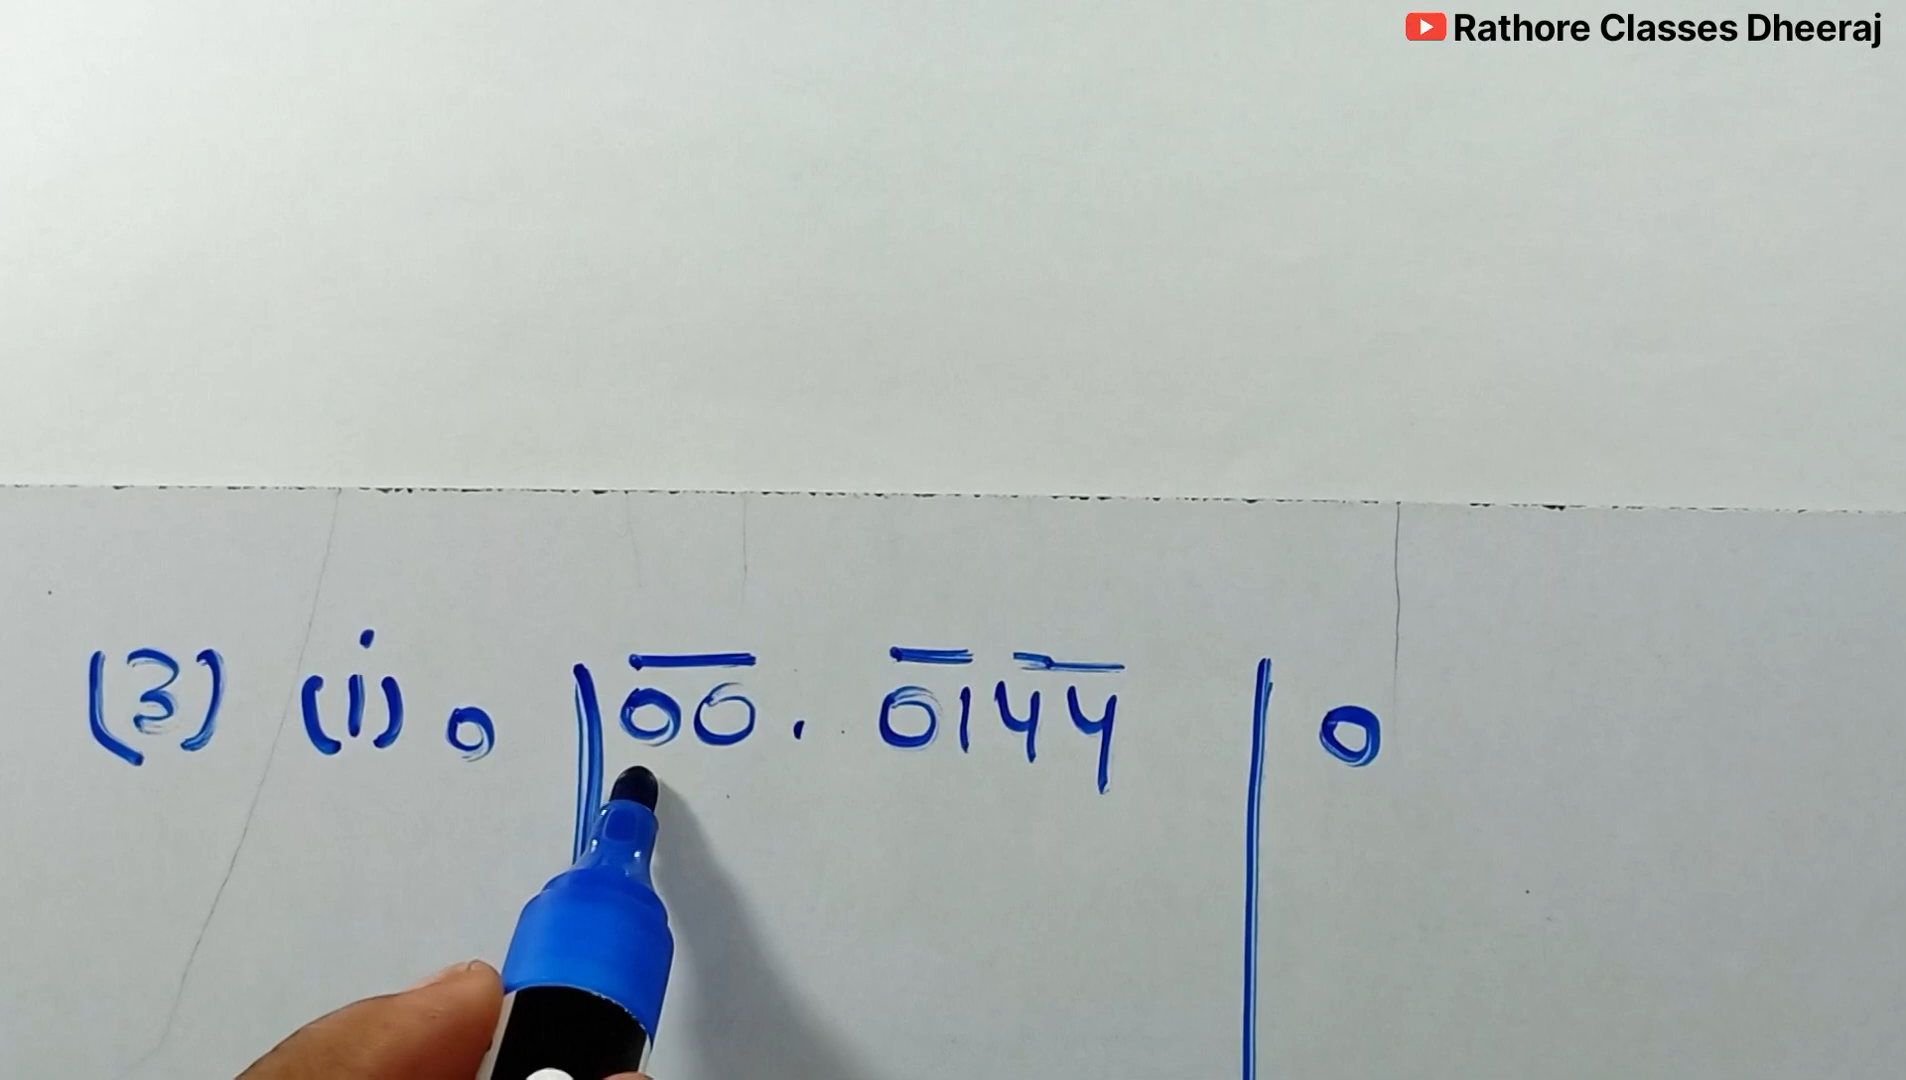 Rathore Classes Dheeraj
(3) (i) 0 | 00 . 0144 | 0